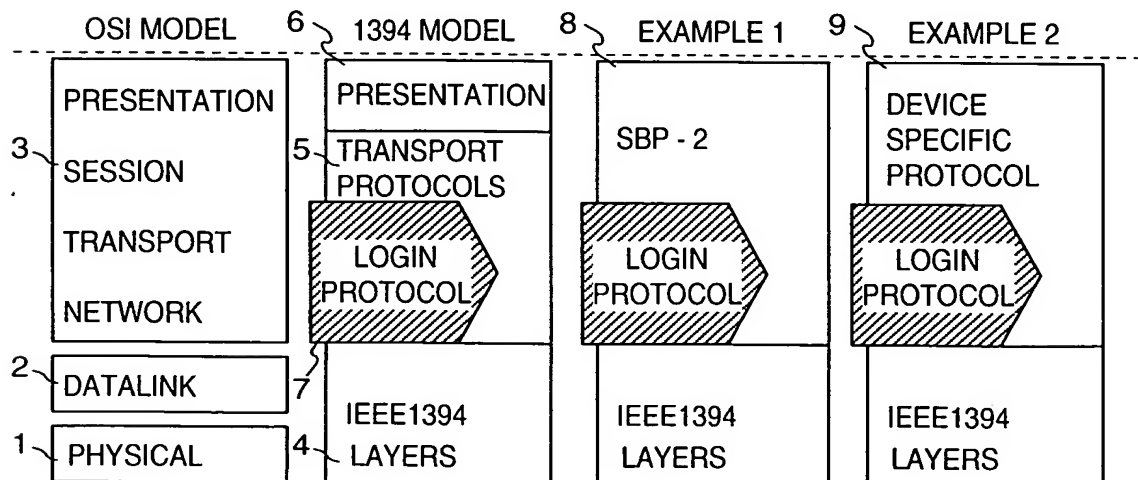 OSI MODEL
6
1394 MODEL
8
EXAMPLE 1
9
EXAMPLE 2
PRESENTATION
3
SESSION
TRANSPORT
NETWORK
2
DATALINK
1
PHYSICAL
PRESENTATION
5
TRANSPORT
PROTOCOLS
LOGIN
PROTOCOL
7
IEEE1394
4
LAYERS
SBP - 2
LOGIN
PROTOCOL
IEEE1394
LAYERS
DEVICE
SPECIFIC
PROTOCOL
LOGIN
PROTOCOL
IEEE1394
LAYERS